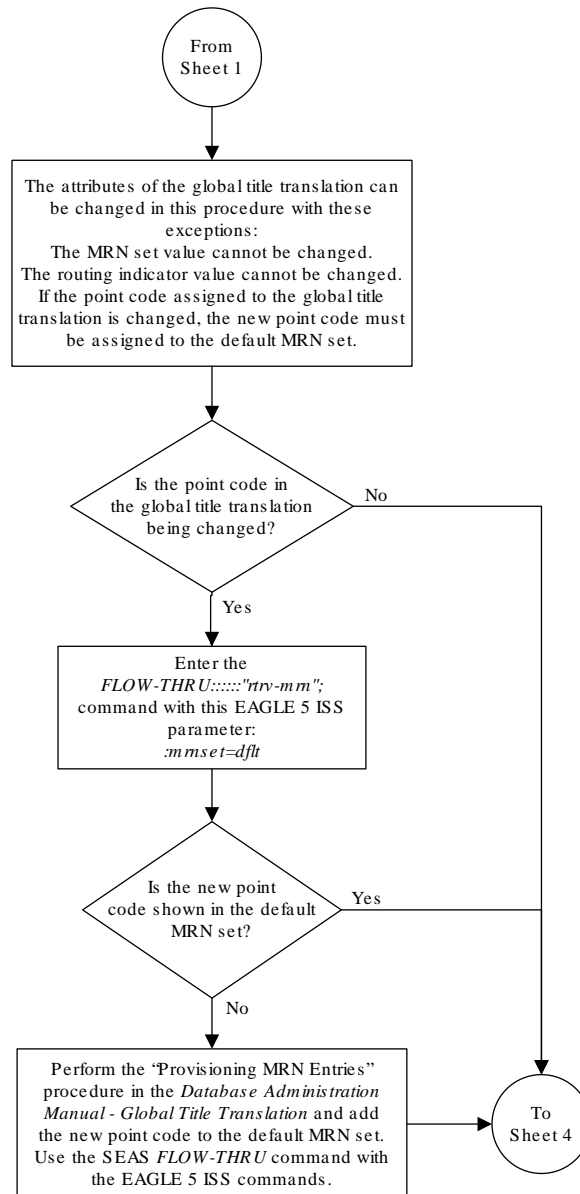 From
Sheet 1
The attributes of the global title translation can
be changed in this procedure with these
exceptions:
The MRN set value cannot be changed.
The routing indicator value cannot be changed.
If the point code assigned to the global title
translation is changed, the new point code must
be assigned to the default MRN set.
Is the point code in
the global title translation
being changed?
No
Yes
Enter the
FLOW-THRU::::::"rtrv-mrn";
command with this EAGLE 5 ISS
parameter:
:mrnset=dflt
Is the new point
code shown in the default
MRN set?
Yes
No
Perform the “Provisioning MRN Entries”
procedure in the Database Administration
Manual - Global Title Translation and add
the new point code to the default MRN set.
Use the SEAS FLOW-THRU command with
the EAGLE 5 ISS commands.
To
Sheet 4